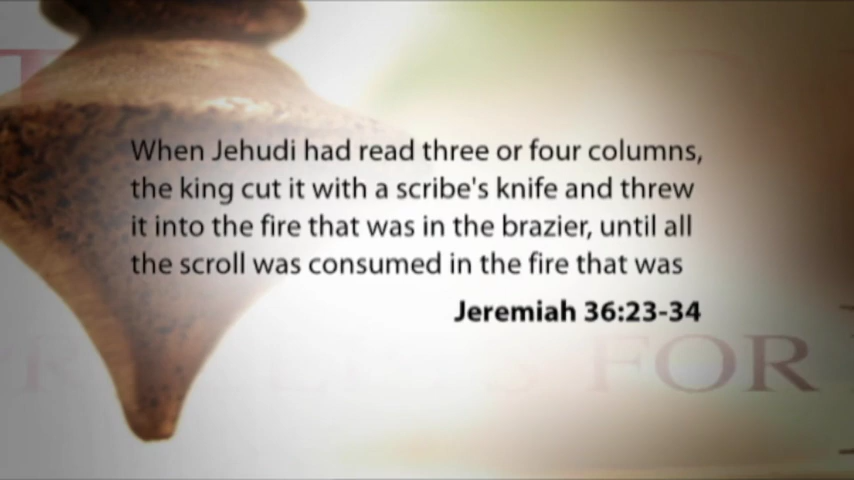 When Jehudi had read three or four columns,
the king cut it with a scribe's knife and threw
it into the fire that was in the brazier, until all
the scroll was consumed in the fire that was
Jeremiah 36:23-34
FOR